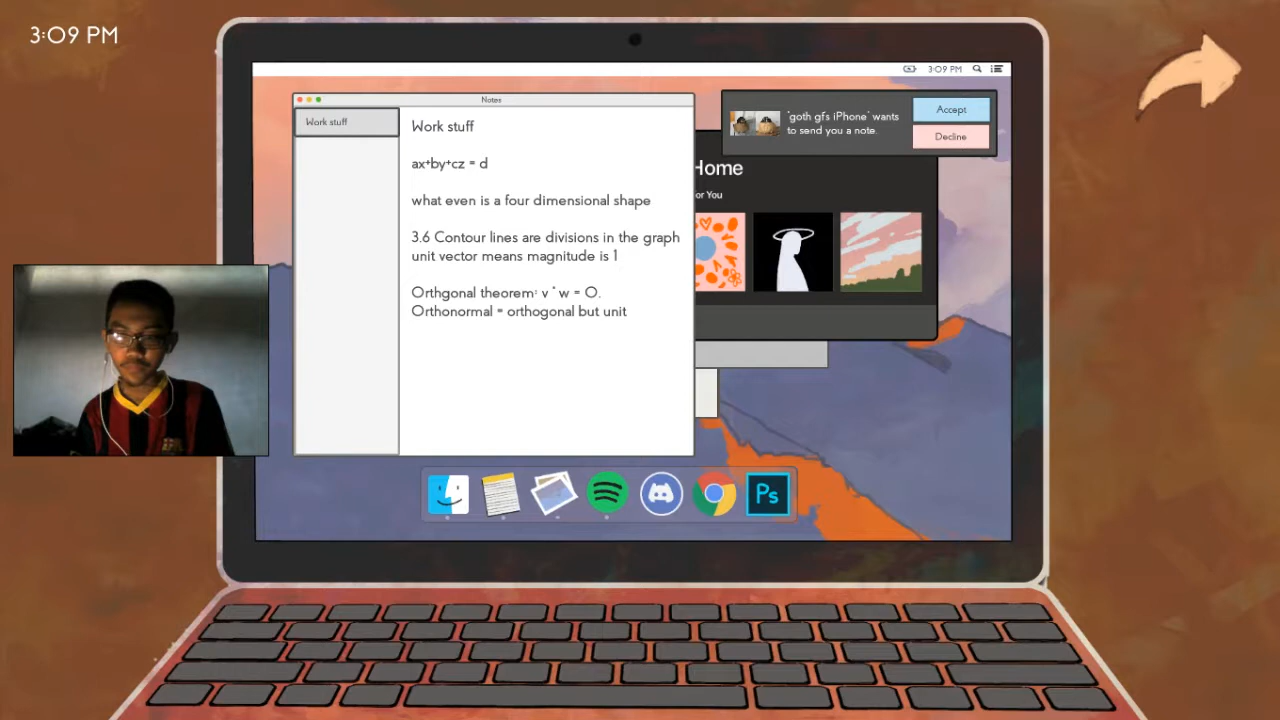 3:09 PM
3:09 PM
Notes
"goth gfs iPhone" wants
to send you a note.
Accept
Decline
Work stuff
Work stuff
ax+by+cz = d
what even is a four dimensional shape
3.6 Contour lines are divisions in the graph
unit vector means magnitude is 1
Orthgonal theorem: v * w = 0.
Orthonormal = orthogonal but unit
Home
or You
Ps